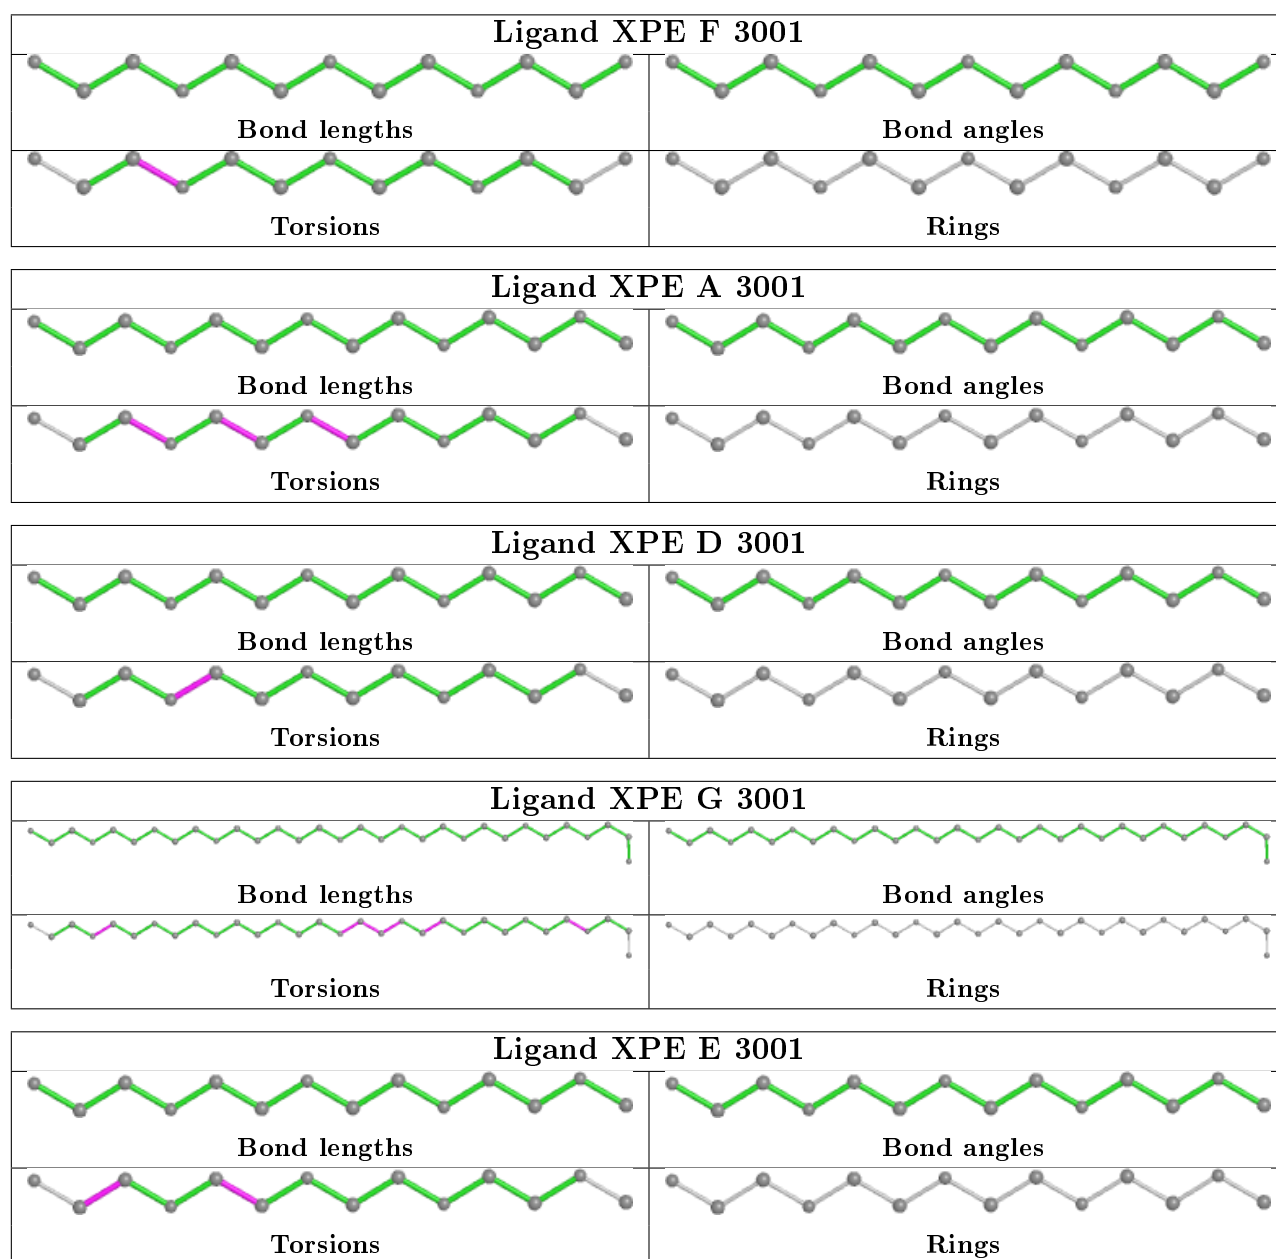 Ligand XPE F 3001
Bond lengths
Bond angles
Torsions
Rings
Ligand XPE A 3001
Bond lengths
Bond angles
Torsions
Rings
Ligand XPE D 3001
Bond lengths
Bond angles
Torsions
Rings
Ligand XPE G 3001
Bond lengths
Bond angles
Torsions
Rings
Ligand XPE E 3001
Bond lengths
Bond angles
Torsions
Rings